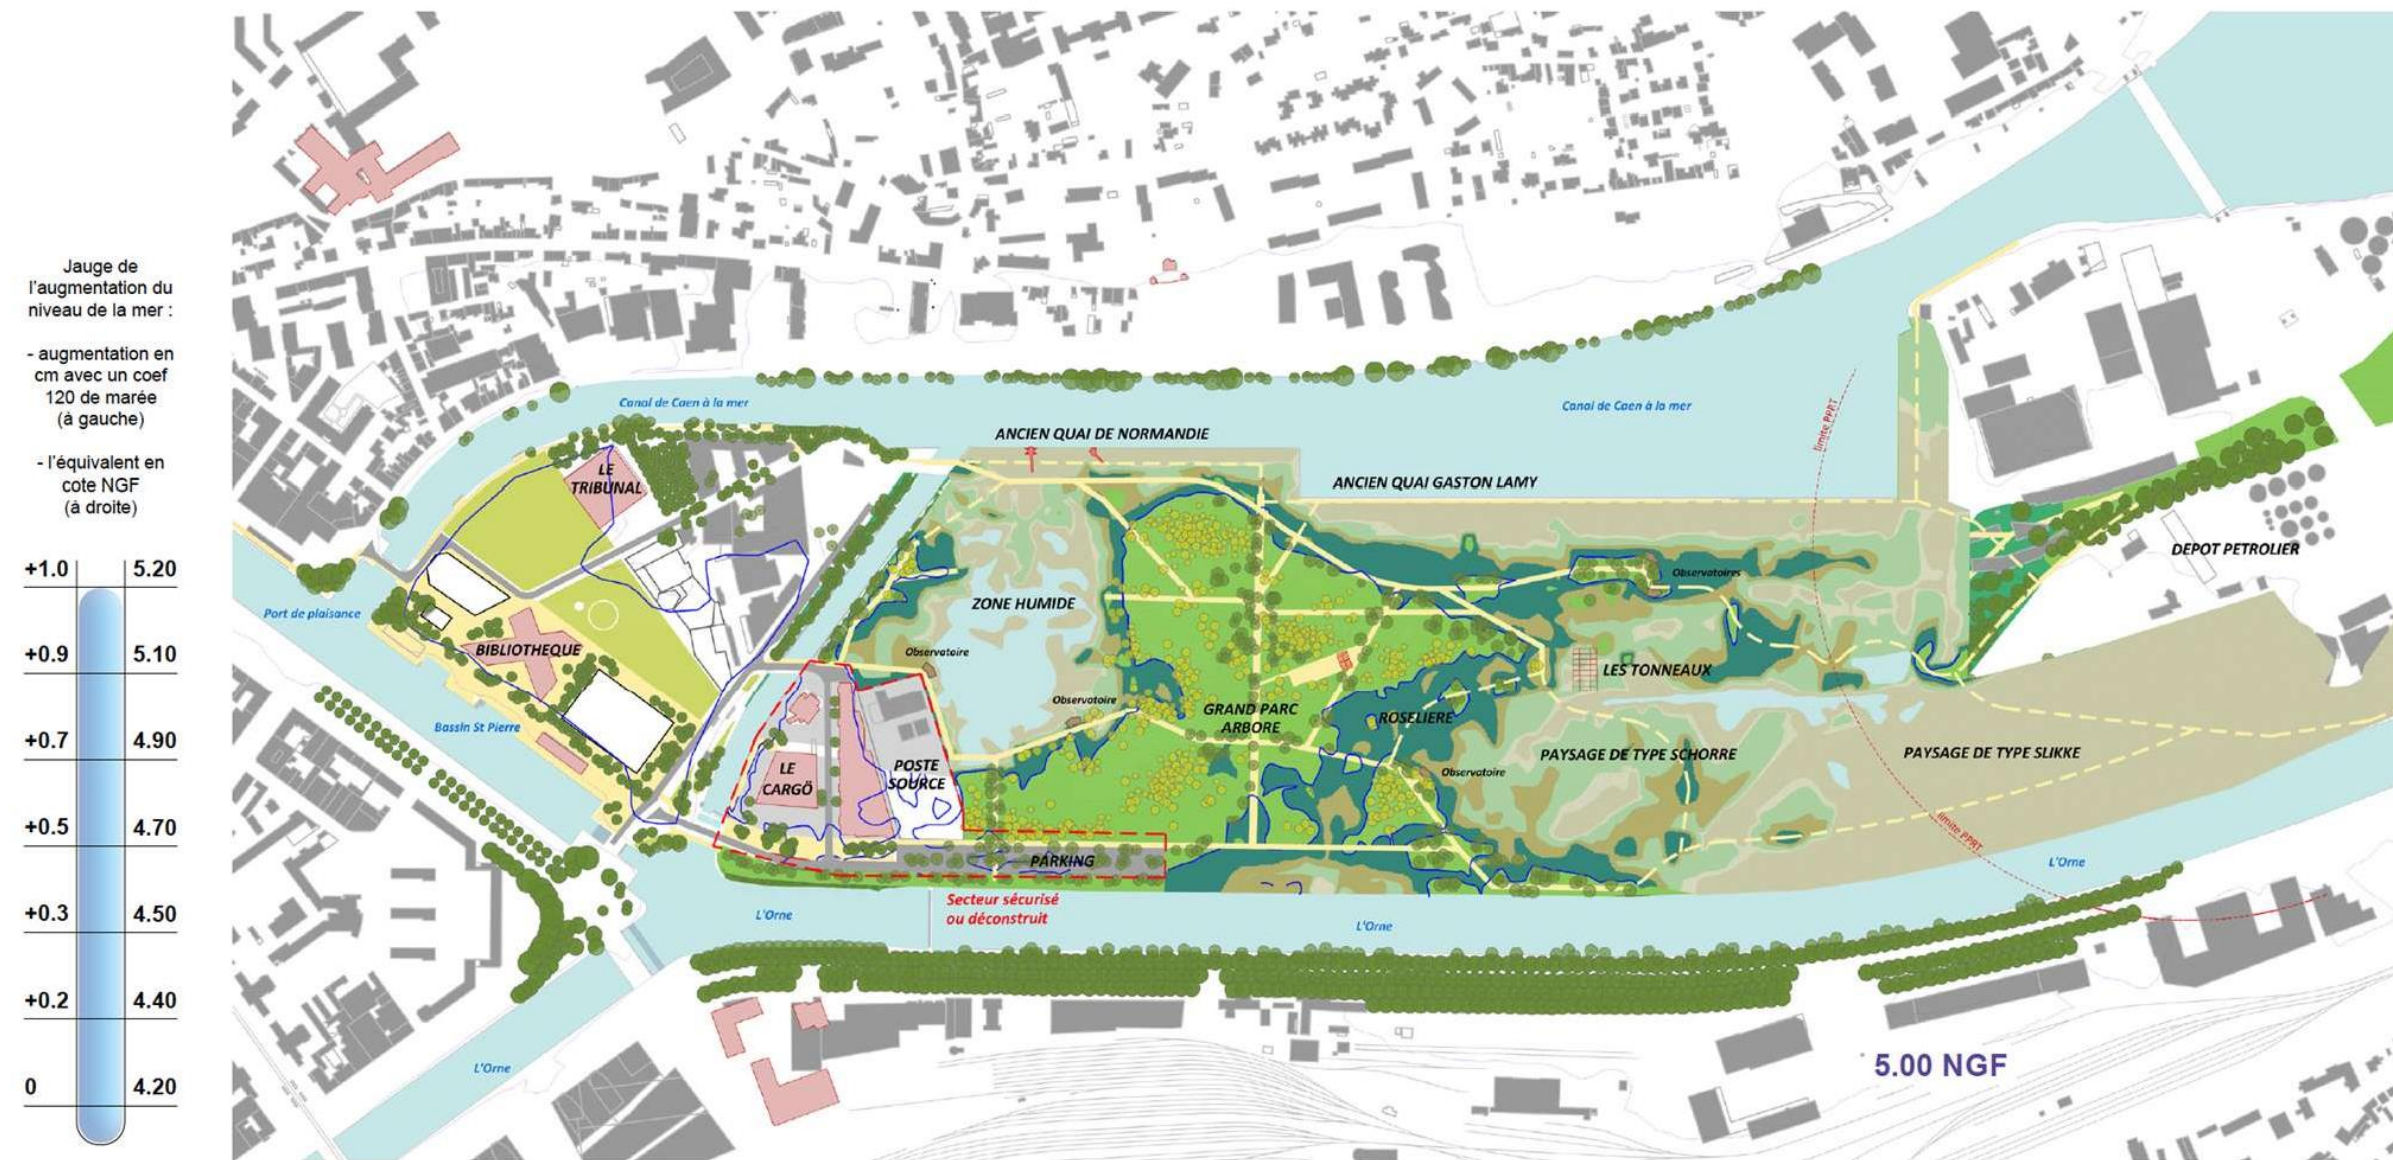 Jauge de
l'augmentation du
niveau de la mer :
- augmentation en
cm avec un coef
120 de marée
(à gauche)
- l'équivalent en
cote NGF
(à droite)
+1.0 5.20
+0.9 5.10
+0.7 4.90
+0.5 4.70
+0.3 4.50
+0.2 4.40
0 4.20
Canal de Caen à la mer
Canal de Caen à la mer
limite PPRT
ANCIEN QUAI DE NORMANDIE
ANCIEN QUAI GASTON LAMY
LE
TRIBUNAL
DEPOT PETROLIER
Observatoires
ZONE HUMIDE
Port de plaisance
BIBLIOTHEQUE
Observatoire
LES TONNEAUX
Observatoire
GRAND PARC
ARBORE
ROSELIERE
Bassin St Pierre
PAYSAGE DE TYPE SCHORRE
PAYSAGE DE TYPE SLIKKE
LE
CARGÖ
POSTE
SOURCE
Observatoire
limite PPRT
PARKING
L'Orne
Secteur sécurisé
ou déconstruit
L'Orne
L'Orne
L'Orne
5.00 NGF